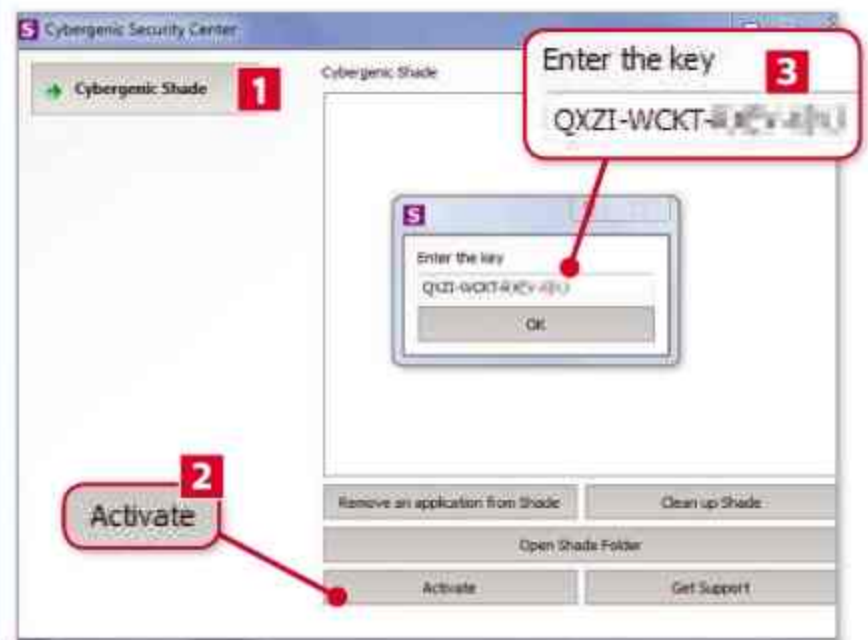 Cybergenic Security Center
Cybergenic Shade
1
Cybergenic Shade
Enter the key
3
QXZI-WCKT-
S
Enter the key
QXZI-WCKT-
OK
2
Activate
Remove an application from Shade
Clean up Shade
Open Shade Folder
Activate
Get Support